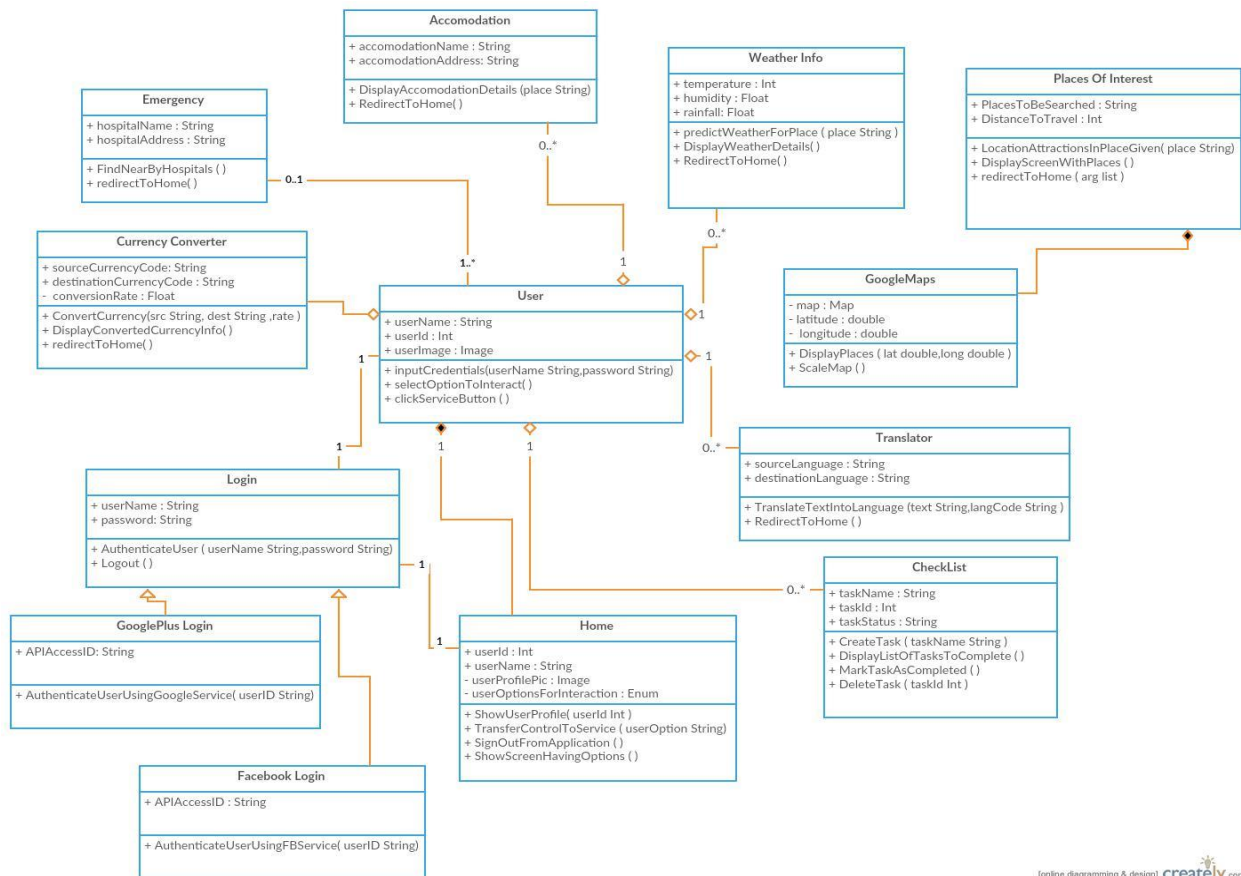 Accomodation
+ accomodationName : String
+ accomodationAddress: String
+ DisplayAccomodationDetails (place String)
+ RedirectToHome( )
0..*
1
Weather Info
+ temperature : Int
+ humidity : Float
+ rainfall: Float
+ predictWeatherForPlace ( place String )
+ DisplayWeatherDetails()
+ RedirectToHome( )
0..*
1
Places Of Interest
+ PlacesToBeSearched : String
+ DistanceToTravel : Int
+ LocationAttractionsInPlaceGiven( place String)
+ DisplayScreenWithPlaces ( )
+ redirectToHome ( arg list )
Emergency
+ hospitalName : String
+ hospitalAddress : String
+ FindNearByHospitals ( )
+ redirectToHome( )
0..1
1..*
Currency Converter
+ sourceCurrencyCode: String
+ destinationCurrencyCode : String
- conversionRate : Float
+ ConvertCurrency(src String, dest String ,rate )
+ DisplayConvertedCurrencyInfo( )
+ redirectToHome( )
User
+ userName : String
+ userId : Int
+ userImage : Image
+ inputCredentials(userName String,password String)
+ selectOptionToInteract( )
+ clickServiceButton ( )
GoogleMaps
- map : Map
- latitude : double
- longitude : double
+ DisplayPlaces ( lat double,long double )
+ ScaleMap ( )
1
0..*
1
1
1
1
Translator
+ sourceLanguage : String
+ destinationLanguage : String
+ TranslateTextIntoLanguage (text String,langCode String )
+ RedirectToHome ( )
Login
+ userName : String
+ password: String
+ AuthenticateUser ( userName String,password String)
+ Logout ( )
1
1
0..*
CheckList
+ taskName : String
+ taskId : Int
+ taskStatus : String
+ CreateTask ( taskName String )
+ DisplayListOfTasksToComplete ( )
+ MarkTaskAsCompleted ( )
+ DeleteTask ( taskId Int )
GooglePlus Login
+ APIAccessID: String
+ AuthenticateUserUsingGoogleService( userID String)
Home
+ userId : Int
+ userName : String
- userProfilePic : Image
- userOptionsForInteraction : Enum
+ ShowUserProfile( userId Int )
+ TransferControlToService ( userOption String)
+ SignOutFromApplication ( )
+ ShowScreenHavingOptions ( )
Facebook Login
+ APIAccessID : String
+ AuthenticateUserUsingFBService( userID String)
[online diagramming & design] creately